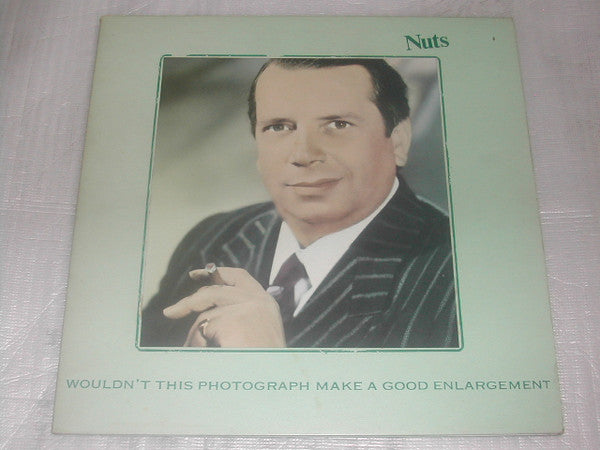 Nuts
WOULDN'T THIS PHOTOGRAPH MAKE A GOOD ENLARGEMENT